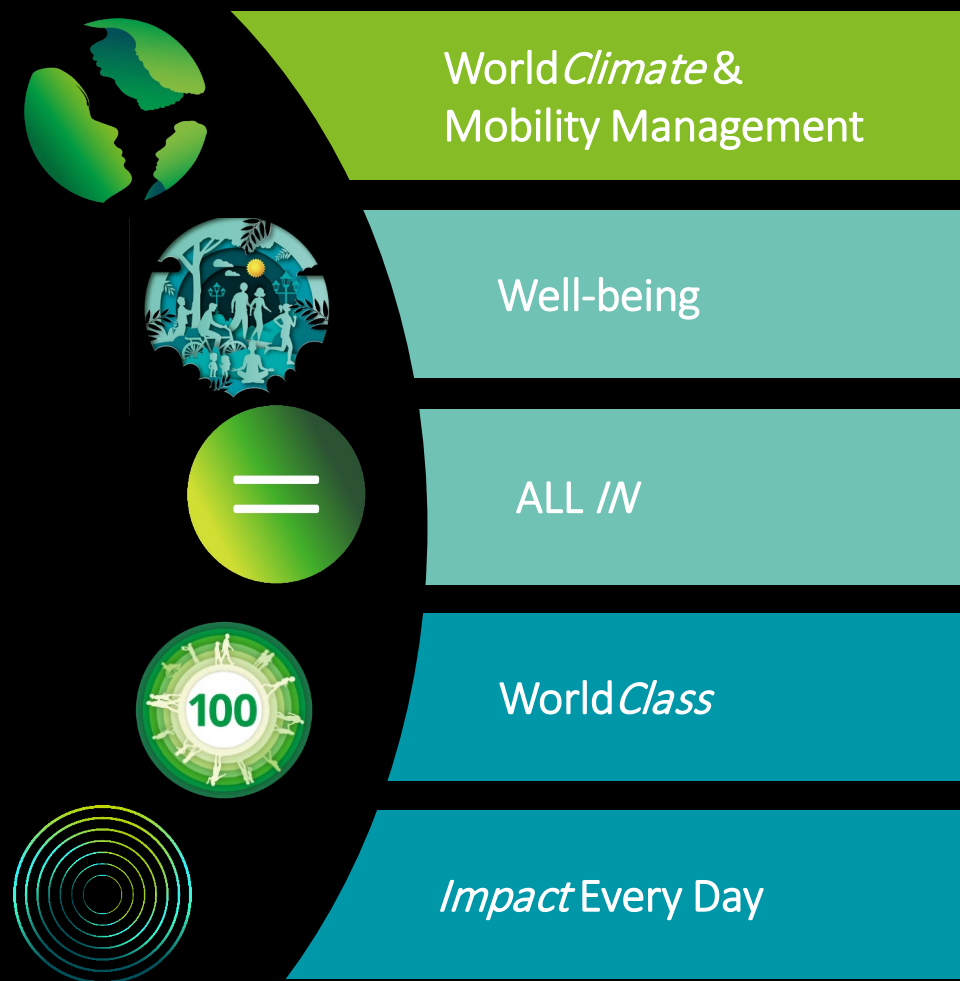 WorldClimate &
Mobility Management
Well-being
ALL IN
100
WorldClass
Impact Every Day